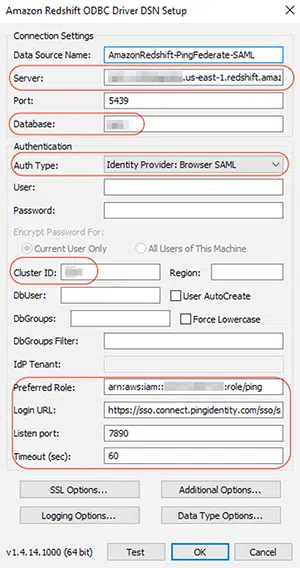 Amazon Redshift ODBC Driver DSN Setup
Connection Settings
Data Source Name: AmazonRedshift-PingFederate-SAML
Server: .us-east-1.redshift.amaz
Port: 5439
Database:
Authentication
Auth Type: Identity Provider: Browser SAML
User:
Password:
Encrypt Password For:
Current User Only All Users of This Machine
Cluster ID: Region:
DbUser: User AutoCreate
DbGroups: Force Lowercase
DbGroups Filter:
IdP Tenant:
Preferred Role: arn:aws:iam:: :role/ping
Login URL: https://sso.connect.pingidentity.com/sso/s
Listen port: 7890
Timeout (sec): 60
SSL Options... Additional Options...
Logging Options... Data Type Options...
v1.4.14.1000 (64 bit) Test OK Cancel